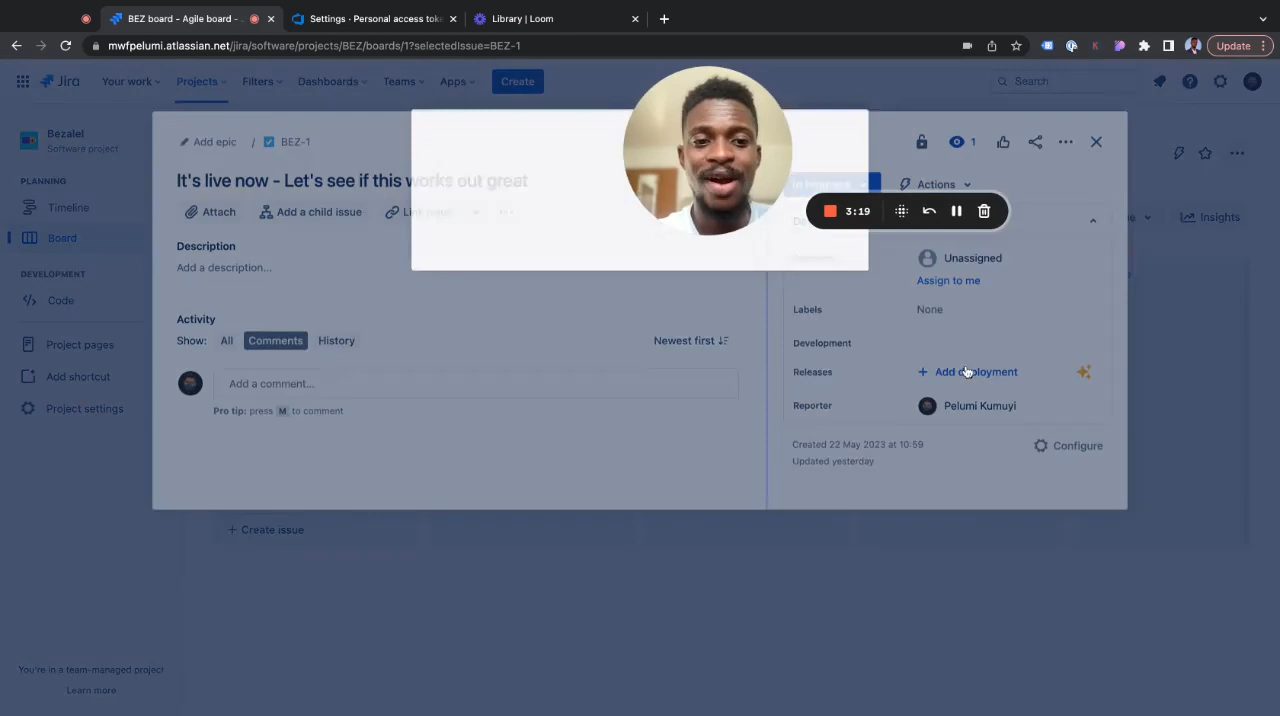 BEZ board - Agile board -
Settings · Personal access tok
Library | Loom
mwfpelumi.atlassian.net/jira/software/projects/BEZ/boards/1?selectedIssue=BEZ-1
Update
Jira
Your work
Projects
Filters
Dashboards
Teams
Apps
Create
Search
Bezalel
Software project
PLANNING
Timeline
Board
DEVELOPMENT
Code
Project pages
Add shortcut
Project settings
You're in a team-managed project
Learn more
Add epic / BEZ-1
1
It's live now - Let's see if this works out great
Attach
Add a child issue
Link issue
Description
Add a description...
Activity
Show: All Comments History
Newest first
Add a comment...
Pro tip: press M to comment
Actions
3:19
Insights
Unassigned
Assign to me
Labels
None
Development
Releases
+ Add deployment
Reporter
Pelumi Kumuyi
Created 22 May 2023 at 10:59
Updated yesterday
Configure
+ Create issue